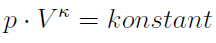 p · V^κ = konstant